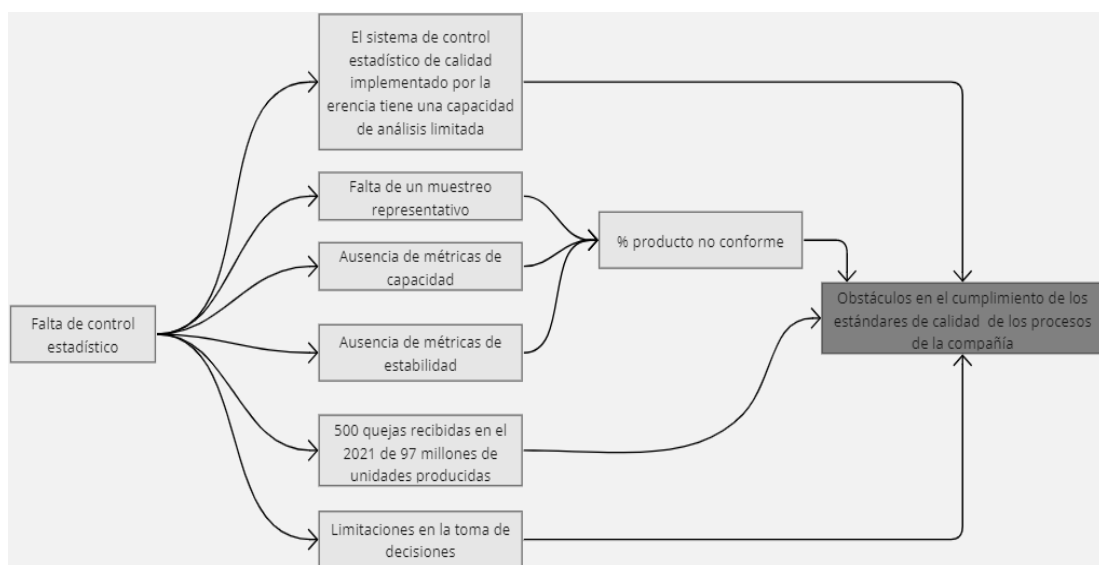 El sistema de control
estadístico de calidad
implementado por la
erencia tiene una capacidad
de análisis limitada
Falta de un muestreo
representativo
Ausencia de métricas de
capacidad
% producto no conforme
Falta de control
estadístico
Ausencia de métricas de
estabilidad
Obstáculos en el cumplimiento de los
estándares de calidad de los procesos
de la compañía
500 quejas recibidas en el
2021 de 97 millones de
unidades producidas
Limitaciones en la toma de
decisiones